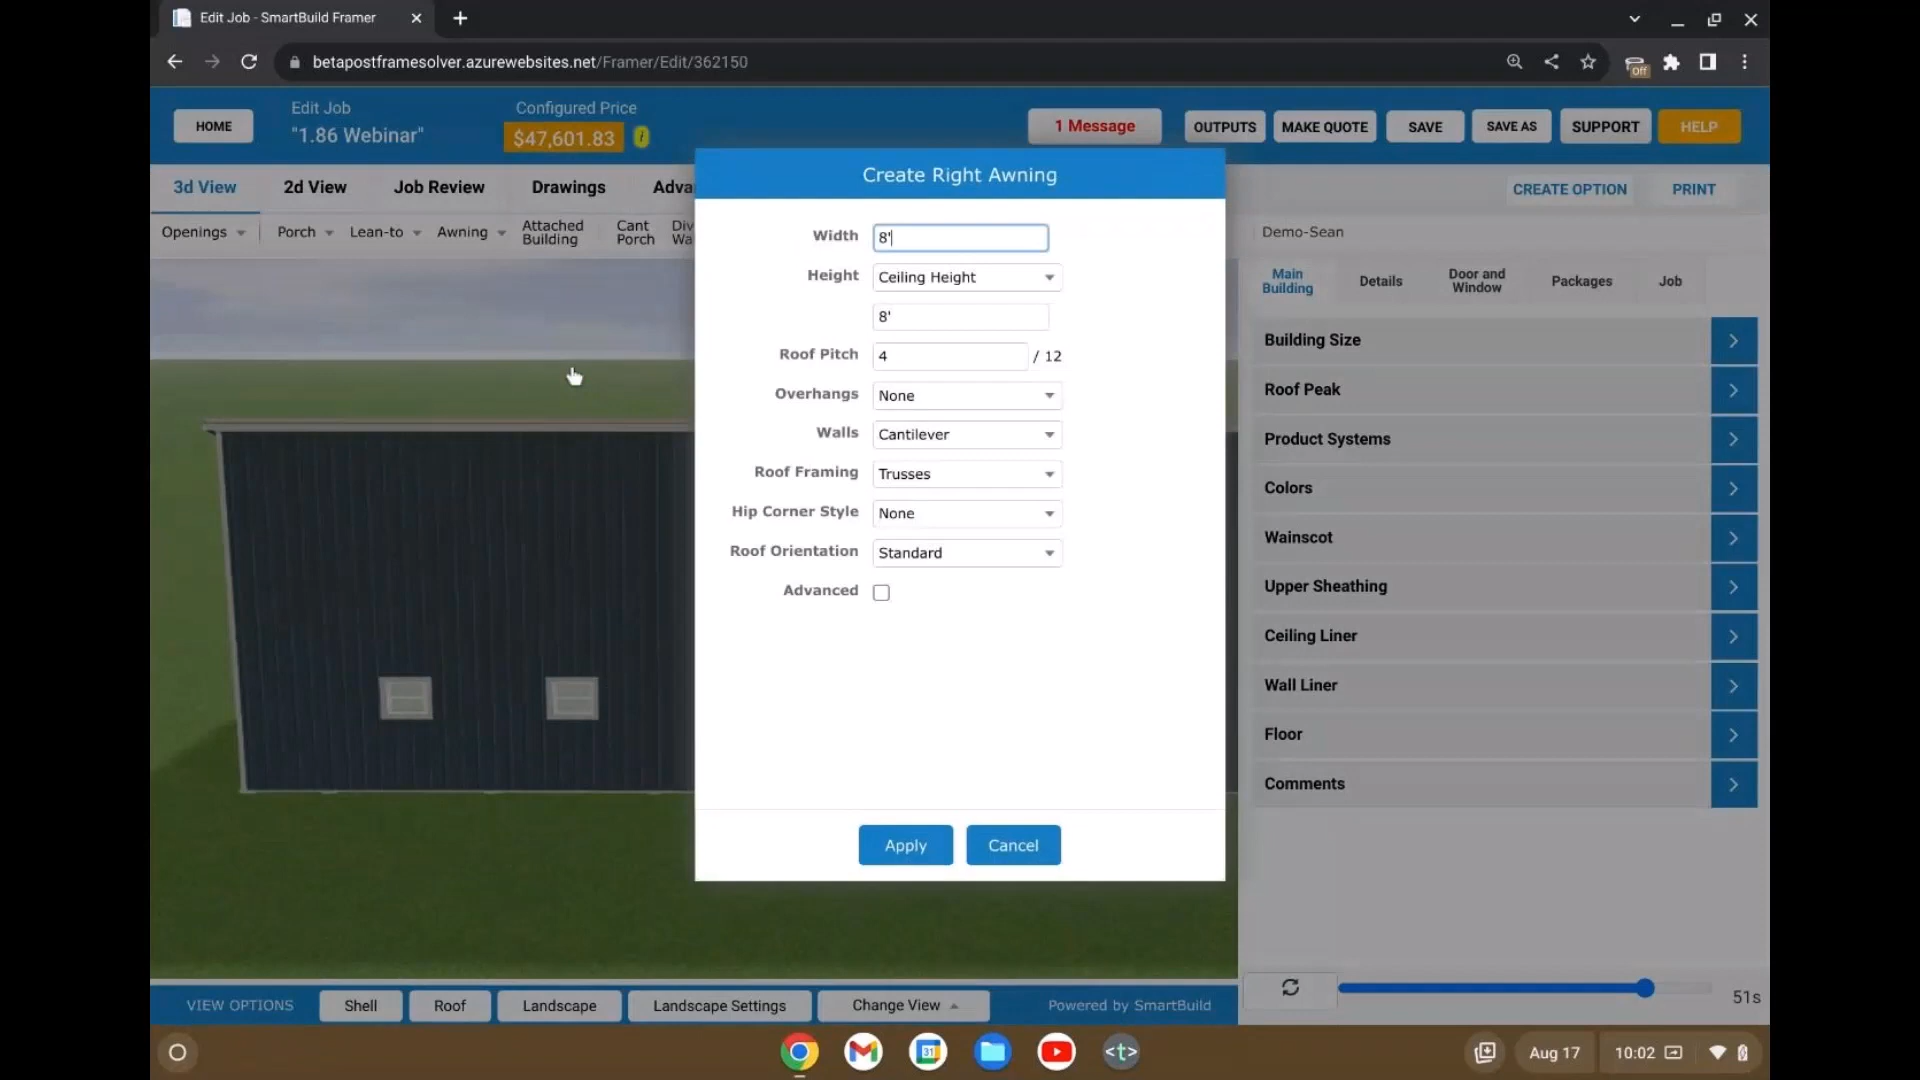 Edit Job - SmartBuild Framer
betapostframesolver.azurewebsites.net/Framer/Edit/362150
Off
HOME
Edit Job
"1.86 Webinar"
Configured Price
$47,601.83
i
1 Message
OUTPUTS
MAKE QUOTE
SAVE
SAVE AS
SUPPORT
HELP
3d View
2d View
Job Review
Drawings
Adva
CREATE OPTION
PRINT
Openings
Porch
Lean-to
Awning
Attached
Building
Cant
Porch
Div
Wa
Create Right Awning
Width 8'
Height Ceiling Height
8'
Roof Pitch 4 / 12
Overhangs None
Walls Cantilever
Roof Framing Trusses
Hip Corner Style None
Roof Orientation Standard
Advanced
Apply
Cancel
Demo-Sean
Main
Building
Details
Door and
Window
Packages
Job
Building Size
Roof Peak
Product Systems
Colors
Wainscot
Upper Sheathing
Ceiling Liner
Wall Liner
Floor
Comments
51s
VIEW OPTIONS
Shell
Roof
Landscape
Landscape Settings
Change View
Powered by SmartBuild
31
<t>
Aug 17
10:02